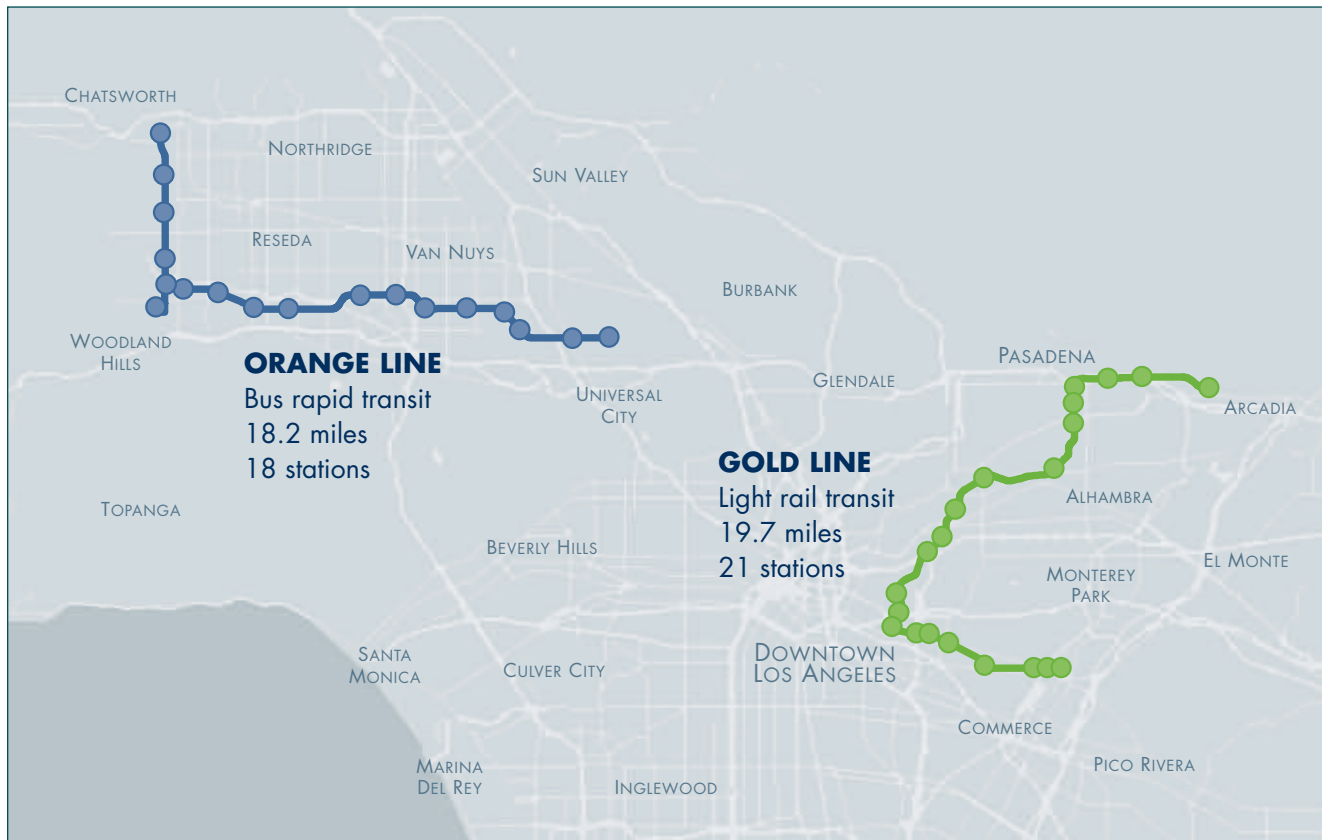 CHATSWORTH
NORTHRIDGE
SUN VALLEY
RESEDA
VAN NUYS
BURBANK
WOODLAND
HILLS
ORANGE LINE
Bus rapid transit
18.2 miles
18 stations
UNIVERSAL
CITY
GLENDALE
PASADENA
ARCADIA
GOLD LINE
Light rail transit
19.7 miles
21 stations
ALHAMBRA
TOPANGA
BEVERLY HILLS
EL MONTE
MONTEREY
PARK
SANTA
MONICA
CULVER CITY
DOWNTOWN
LOS ANGELES
COMMERCE
MARINA
DEL REY
INGLEWOOD
PICO RIVERA